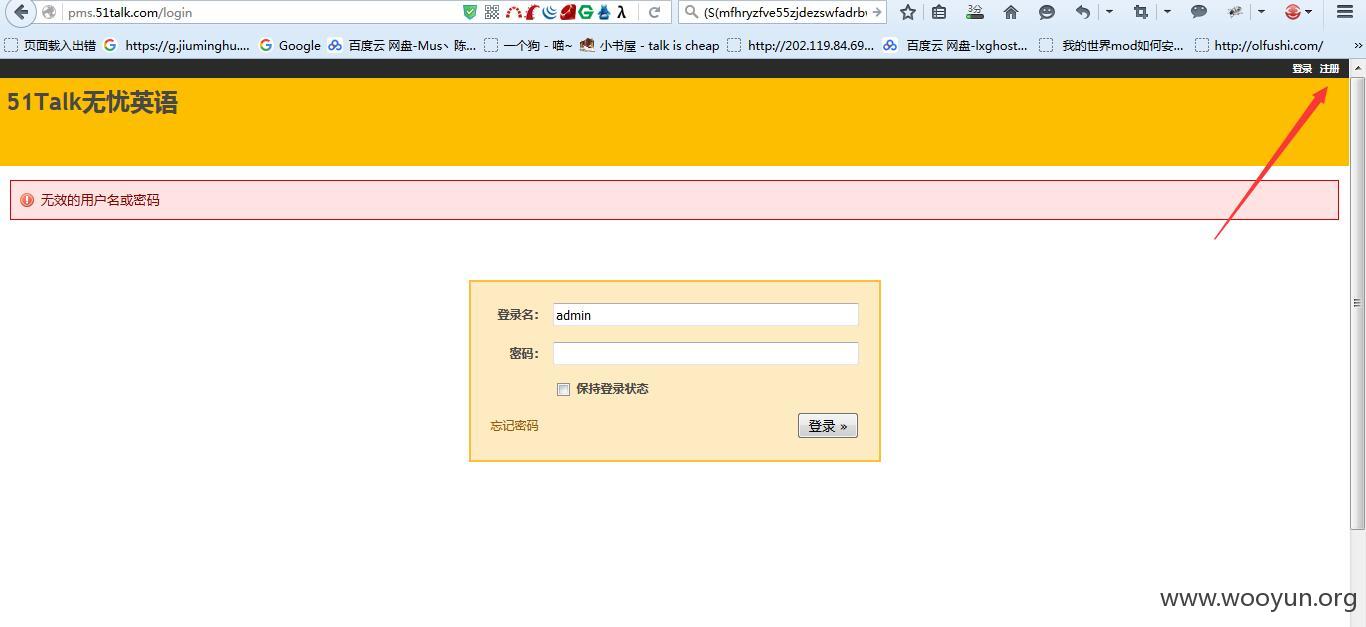 pms.51talk.com/login
(S(mfhryzfve55zjdezswfadrb
3分
页面载入出错
https://g.jiuminghu....
Google
百度云 网盘-Mus丶陈...
一个狗 - 喵~
小书屋 - talk is cheap
http://202.119.84.69...
百度云 网盘-lxghost...
我的世界mod如何安...
http://olfushi.com/
»
登录 注册
51Talk无忧英语
无效的用户名或密码
登录名:
admin
密码:
保持登录状态
忘记密码
登录 »
www.wooyun.org